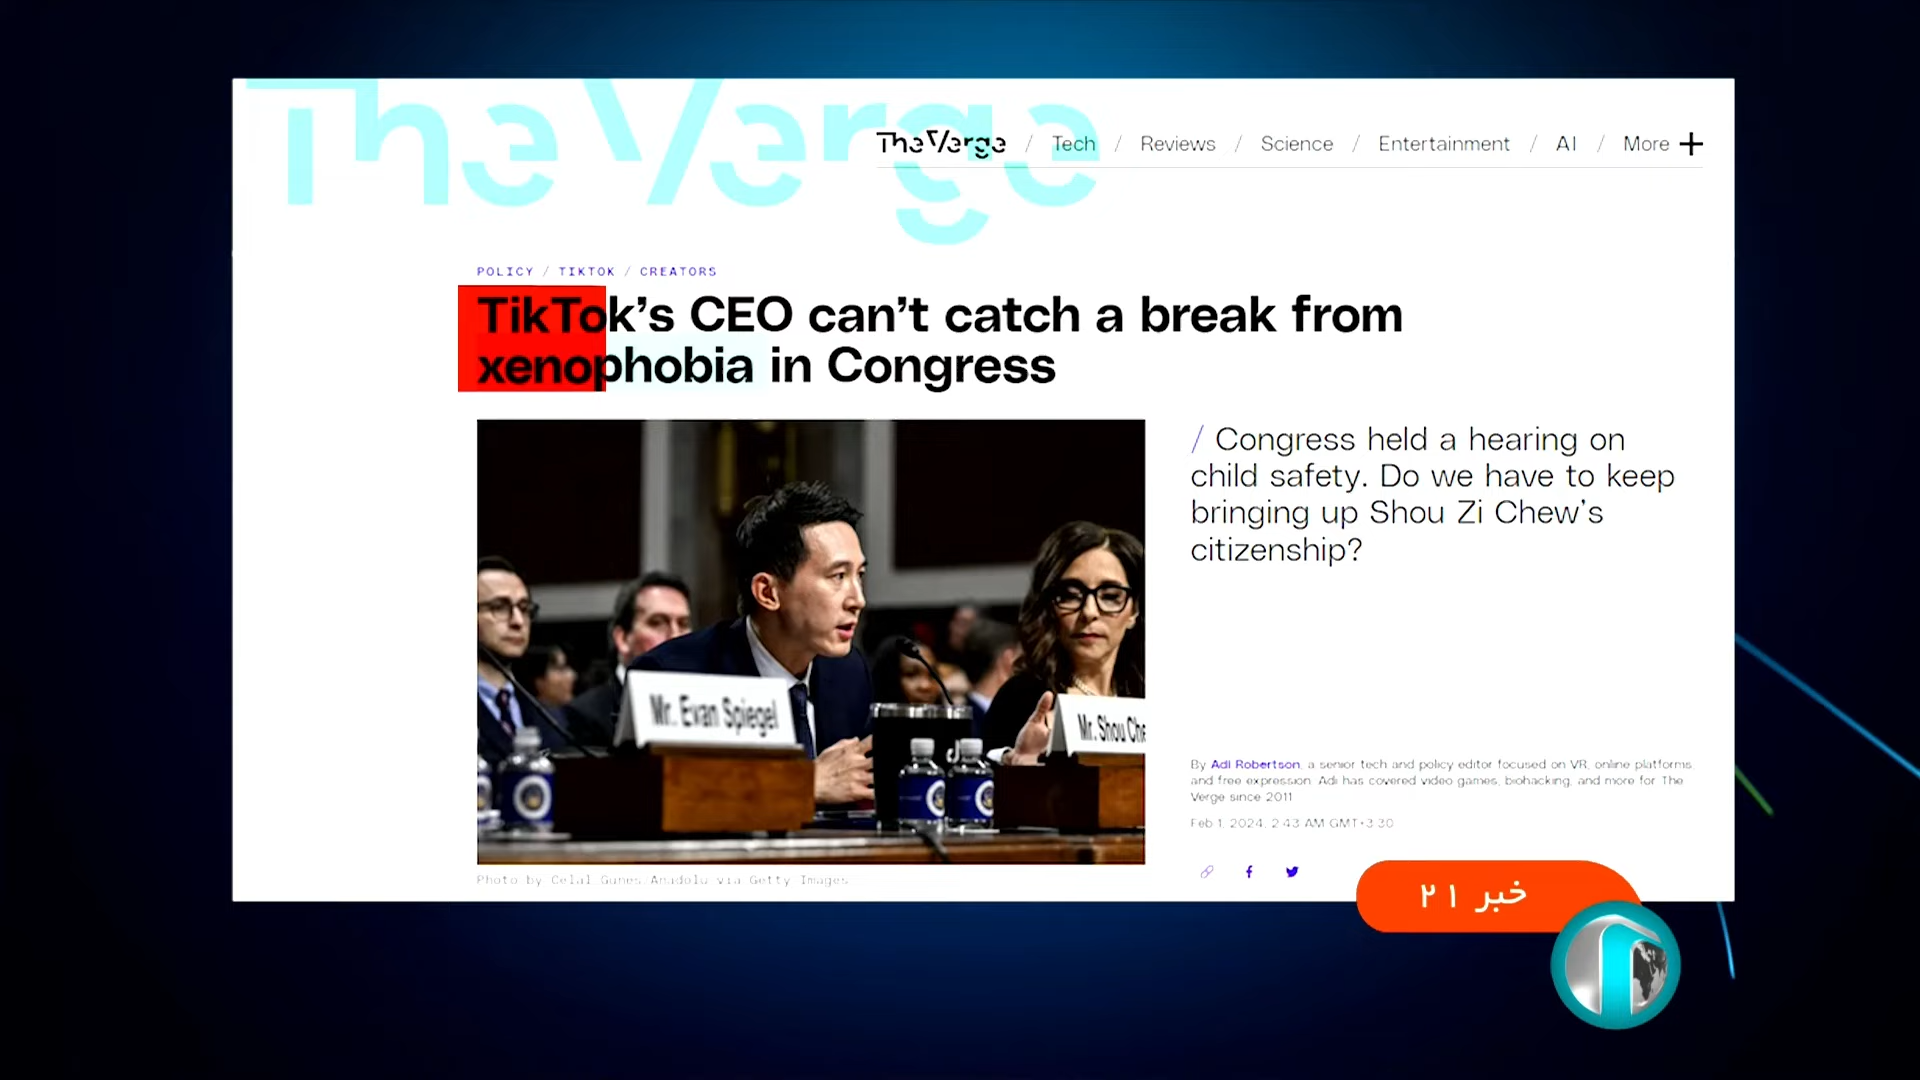 The Verge
The Verge / Tech / Reviews / Science / Entertainment / AI / More +
POLICY / TIKTOK / CREATORS
TikTok’s CEO can’t catch a break from
xenophobia in Congress
/ Congress held a hearing on
child safety. Do we have to keep
bringing up Shou Zi Chew’s
citizenship?
Mr. Evan Spiegel
Mr. Shou Che
By Adi Robertson, a senior tech and policy editor focused on VR, online platforms,
and free expression. Adi has covered video games, biohacking, and more for The
Verge since 2011.
Feb 1, 2024, 2:43 AM GMT+3:30
Photo by Celal Gunes/Anadolu via Getty Images
خبر ۲۱